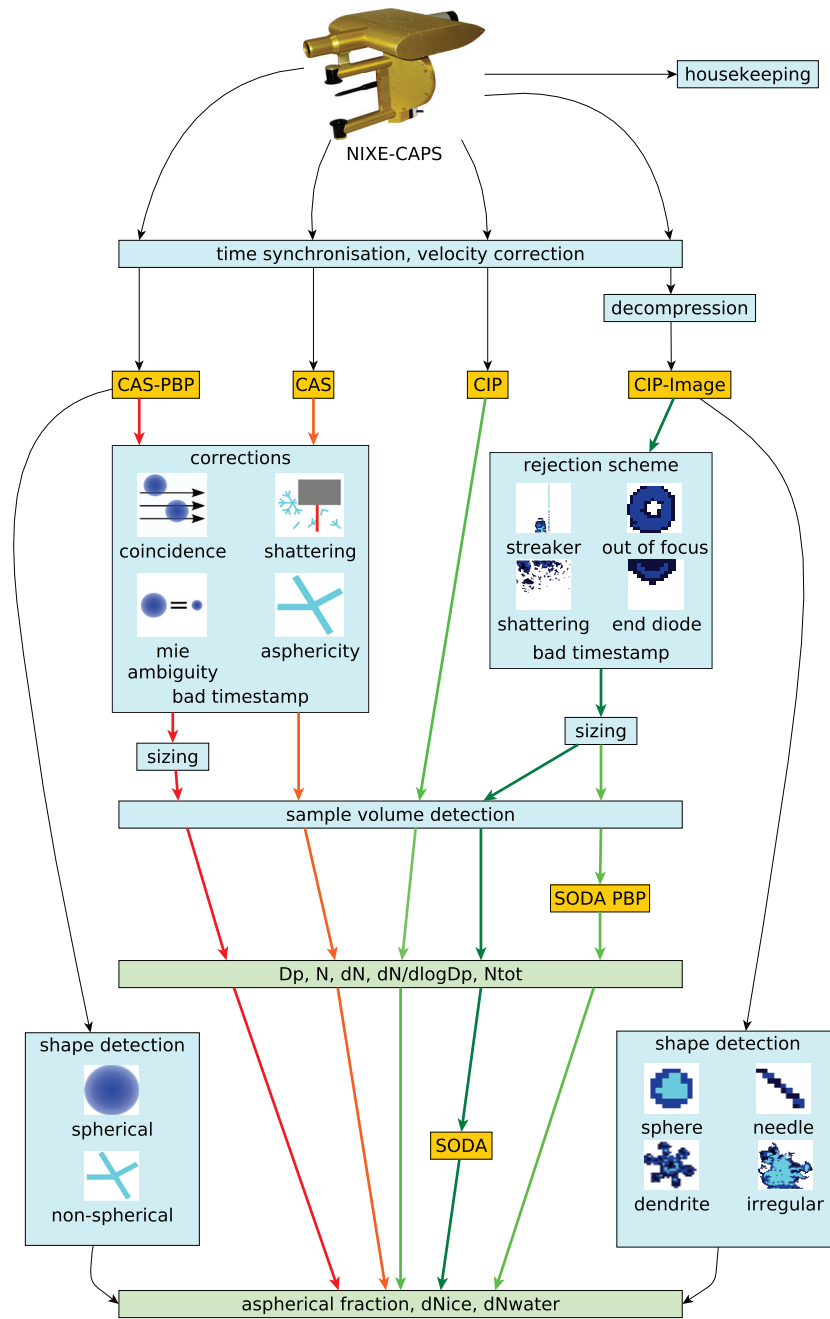 housekeeping
NIXE-CAPS
time synchronisation, velocity correction
decompression
CAS-PBP
CAS
CIP
CIP-Image
corrections
coincidence
shattering
mie
ambiguity
asphericity
bad timestamp
rejection scheme
streaker
out of focus
shattering
end diode
bad timestamp
sizing
sizing
sample volume detection
SODA PBP
Dp, N, dN, dN/dlogDp, Ntot
shape detection
spherical
non-spherical
SODA
shape detection
sphere
needle
dendrite
irregular
aspherical fraction, dNice, dNwater